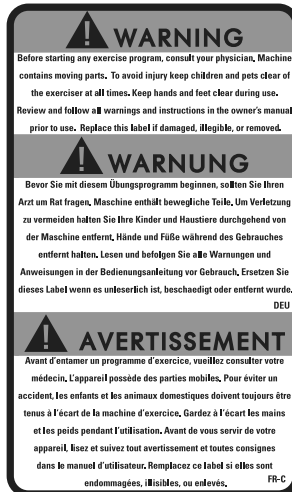 WARNING
Before starting any exercise program, consult your physician. Machine
contains moving parts. To avoid injury keep children and pets clear of
the exerciser at all times. Keep hands and feet clear during use.
Review and follow all warnings and instructions in the owner's manual
prior to use. Replace this label if damaged, illegible, or removed.
WARNUNG
Bevor Sie mit diesem Übungsprogramm beginnen, sollten Sie Ihren
Arzt um Rat fragen. Maschine enthält bewegliche Teile. Um Verletzung
zu vermeiden halten Sie Ihre Kinder und Haustiere durchgehend von
der Maschine entfernt. Hände und Füße während des Gebrauches
entfernt halten. Lesen und befolgen Sie alle Warnungen und
Anweisungen in der Bedienungsanleitung vor Gebrauch. Ersetzen Sie
dieses Label wenn es unleserlich ist, beschaedigt oder entfernt wurde.
DEU
AVERTISSEMENT
Avant d'entamer un programme d'exercice, vueillez consulter votre
médecin. L'appareil possède des parties mobiles. Pour éviter un
accident, les enfants et les animaux domestiques doivent toujours être
tenus à l'écart de la machine d'exercice. Gardez à l'écart les mains
et les peids pendant l'utilisation. Avant de vous servir de votre
appareil, lisez et suivez tout avertissement et toutes consignes
dans le manuel d'utilisateur. Remplacez ce label si elles sont
endommagées, illisibles, ou enlevés.
FR-C